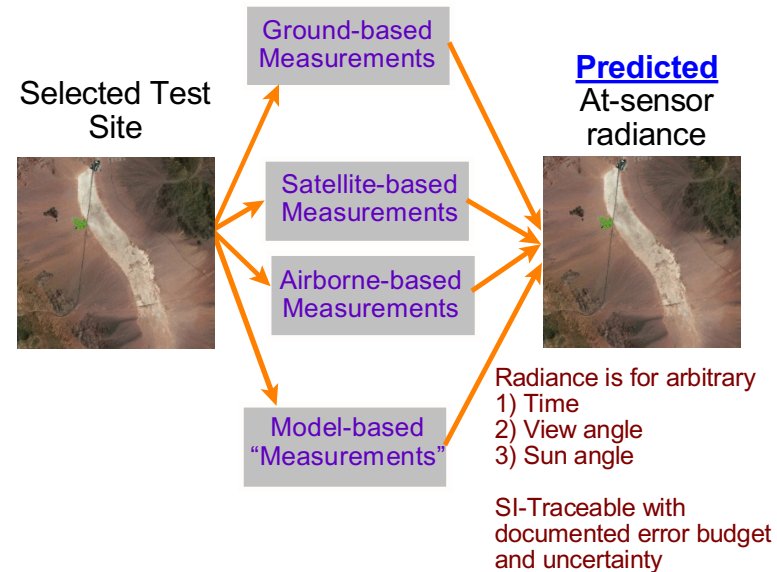 Selected Test
Site
Ground-based
Measurements
Satellite-based
Measurements
Airborne-based
Measurements
Model-based
“Measurements”
Predicted
At-sensor
radiance
Radiance is for arbitrary
1) Time
2) View angle
3) Sun angle
SI-Traceable with
documented error budget
and uncertainty